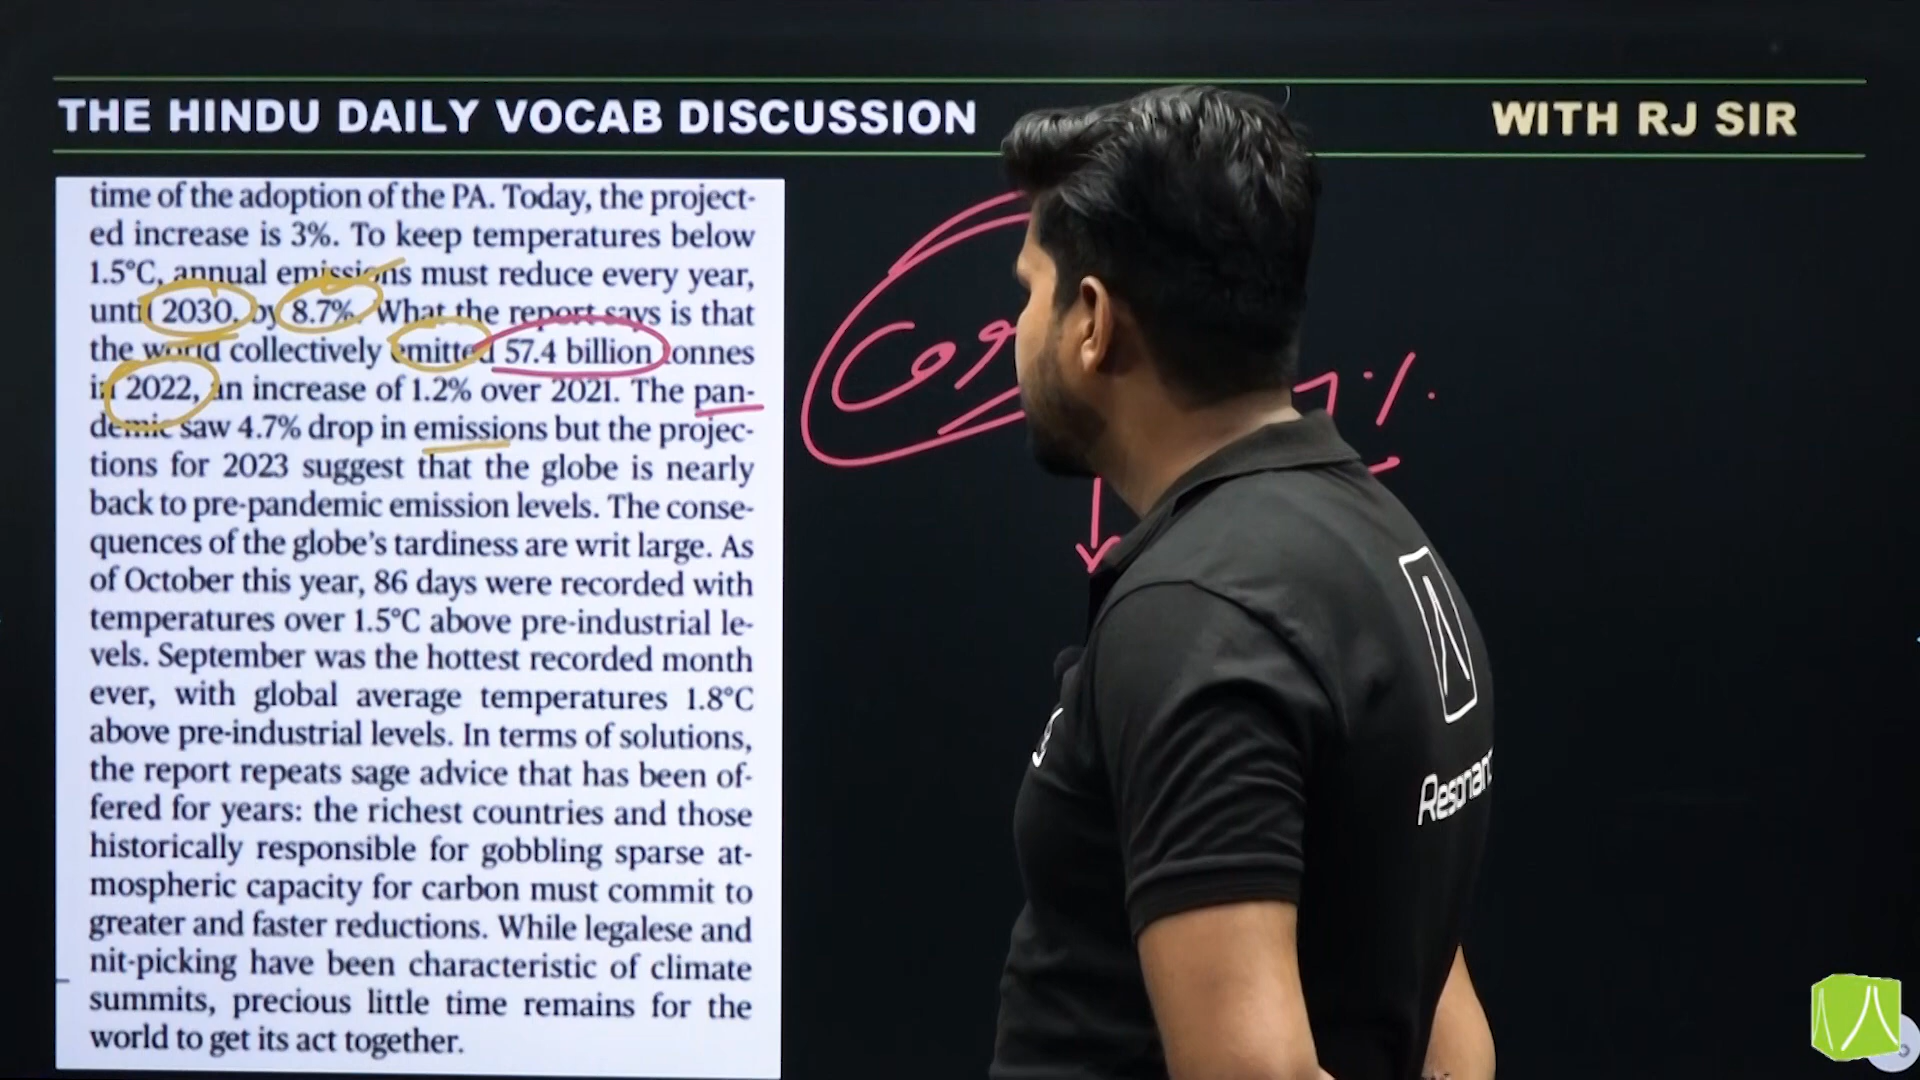 THE HINDU DAILY VOCAB DISCUSSION
WITH RJ SIR
time of the adoption of the PA. Today, the project-
ed increase is 3%. To keep temperatures below
1.5°C, annual emissions must reduce every year,
until 2030, by 8.7%. What the report says is that
the world collectively emitted 57.4 billion tonnes
in 2022, an increase of 1.2% over 2021. The pan-
demic saw 4.7% drop in emissions but the projec-
tions for 2023 suggest that the globe is nearly
back to pre-pandemic emission levels. The conse-
quences of the globe's tardiness are writ large. As
of October this year, 86 days were recorded with
temperatures over 1.5°C above pre-industrial le-
vels. September was the hottest recorded month
ever, with global average temperatures 1.8°C
above pre-industrial levels. In terms of solutions,
the report repeats sage advice that has been of-
fered for years: the richest countries and those
historically responsible for gobbling sparse at-
mospheric capacity for carbon must commit to
greater and faster reductions. While legalese and
nit-picking have been characteristic of climate
summits, precious little time remains for the
world to get its act together.